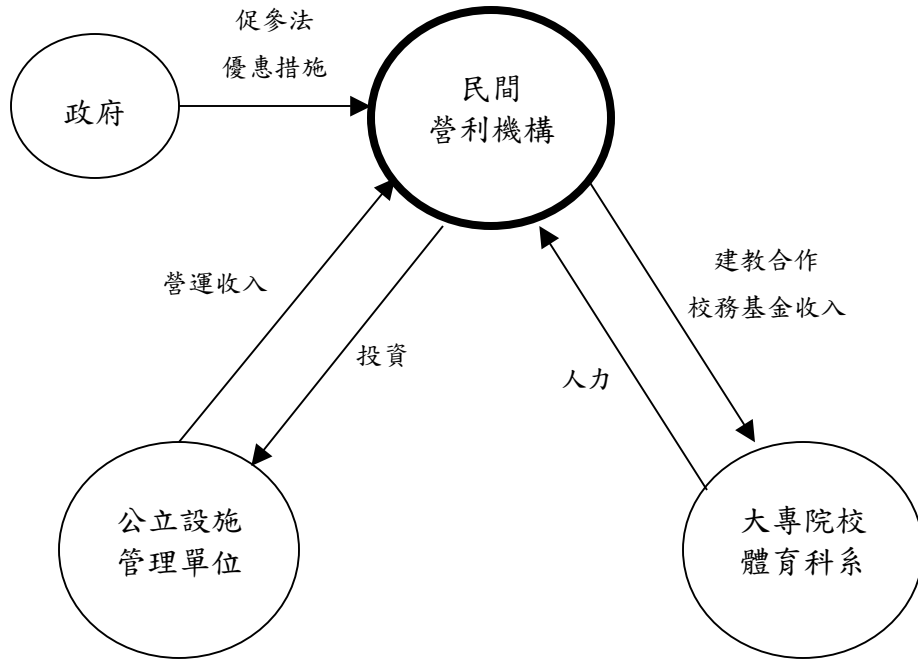 促參法
優惠措施
政府
民間
營利機構
營運收入
投資
建教合作
校務基金收入
人力
公立設施
管理單位
大專院校
體育科系